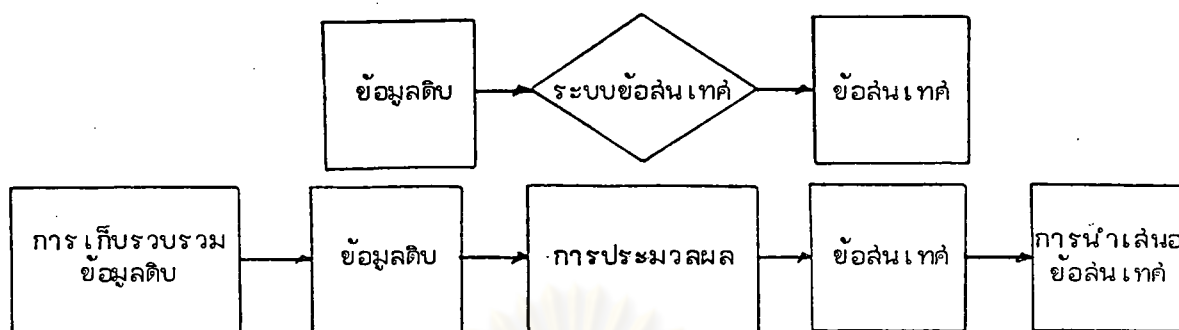 ข้อมูลดิบ
ระบบข้อสนเทศ
ข้อสนเทศ
การเก็บรวบรวม
ข้อมูลดิบ
ข้อมูลดิบ
การประมวลผล
ข้อสนเทศ
การนำเสนอ
ข้อสนเทศ